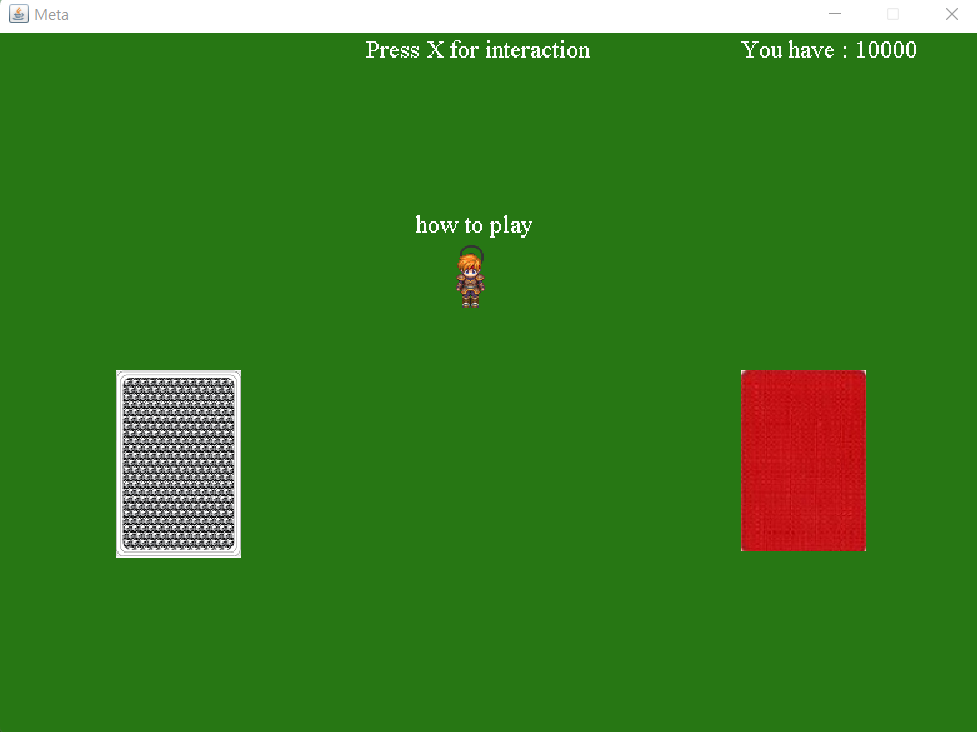 Meta
Press X for interaction
You have : 10000
how to play